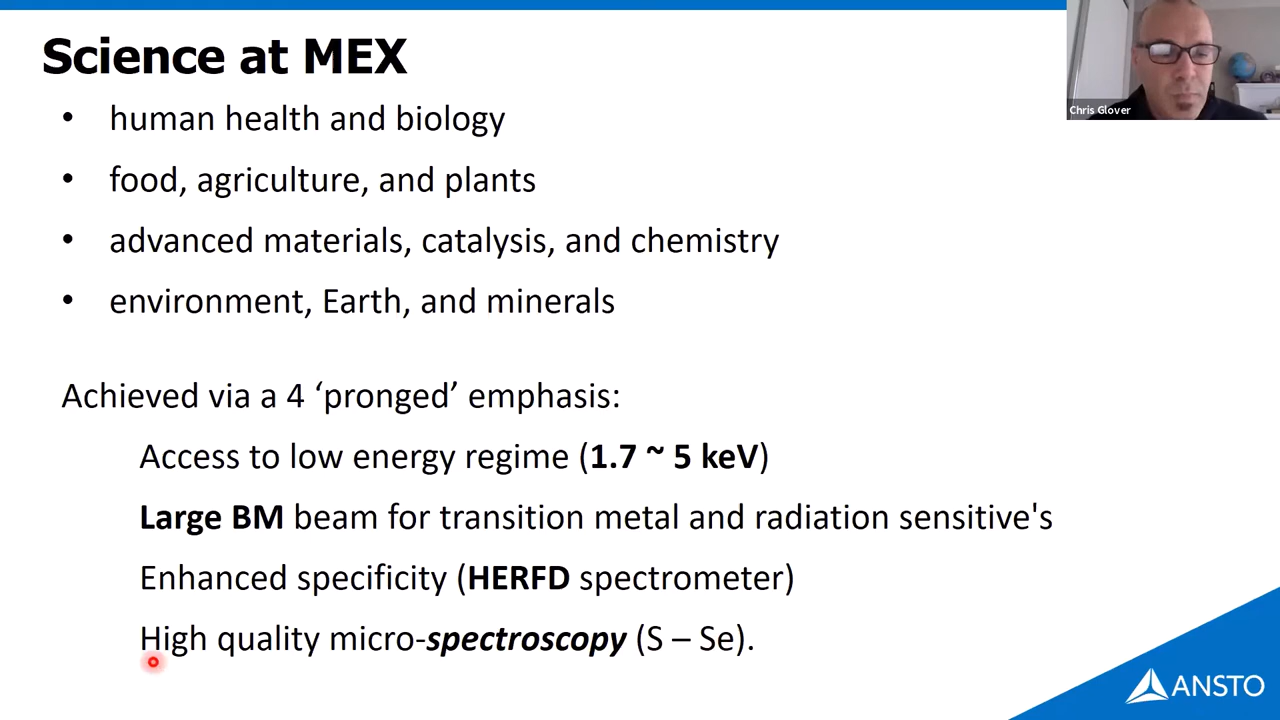 Science at MEX
Chris Glover
• human health and biology
• food, agriculture, and plants
• advanced materials, catalysis, and chemistry
• environment, Earth, and minerals
Achieved via a 4 ‘pronged’ emphasis:
Access to low energy regime (1.7 ~ 5 keV)
Large BM beam for transition metal and radiation sensitive's
Enhanced specificity (HERFD spectrometer)
High quality micro-spectroscopy (S – Se).
ANSTO